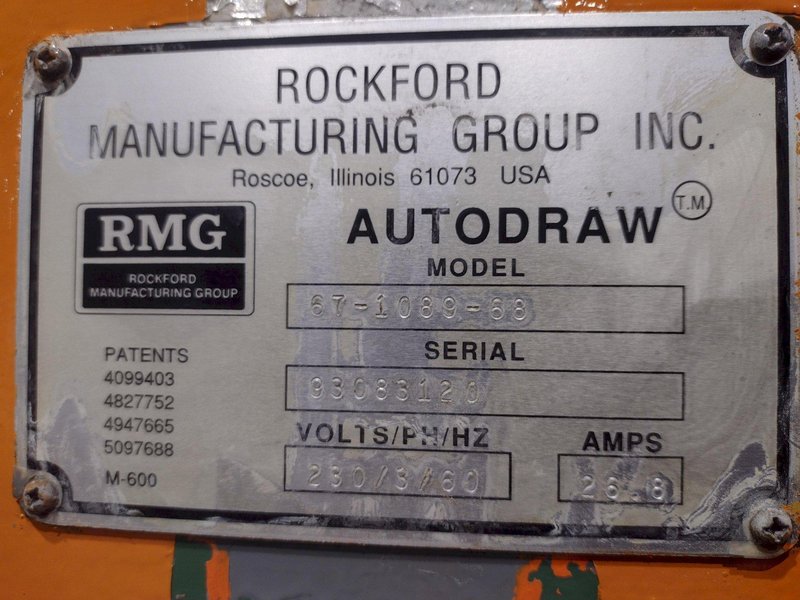 ROCKFORD
MANUFACTURING GROUP INC.
Roscoe, Illinois 61073 USA
RMG
ROCKFORD
MANUFACTURING GROUP
AUTODRAW T.M.
MODEL
67-1089-68
SERIAL
93083120
VOLTS/PH/HZ
230/3/60
AMPS
26.8
PATENTS
4099403
4827752
4947665
5097688
M-600